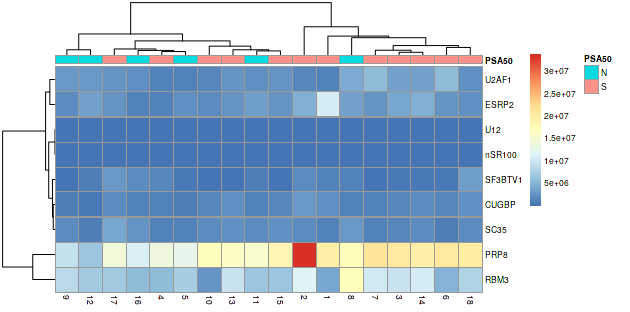 PSA50
PSA50
N
S
U2AF1
ESRP2
U12
nSR100
SF3BTV1
CUGBP
SC35
PRP8
RBM3
3e+07
2.5e+07
2e+07
1.5e+07
1e+07
5e+06
9 12 17 16 4 5 10 13 11 15 2 1 8 7 3 14 6 18